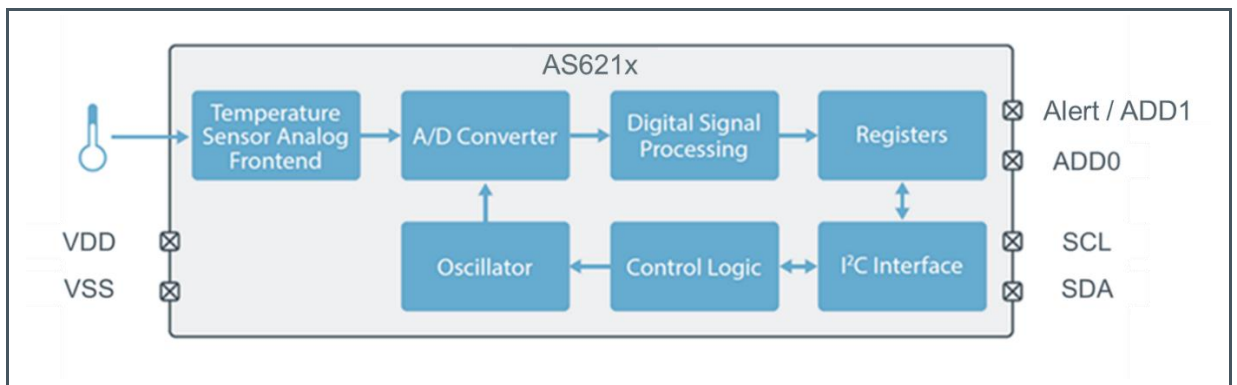 AS621x
Temperature
Sensor Analog
Frontend
A/D Converter
Digital Signal
Processing
Registers
Alert / ADD1
ADD0
VDD
VSS
Oscillator
Control Logic
I²C Interface
SCL
SDA